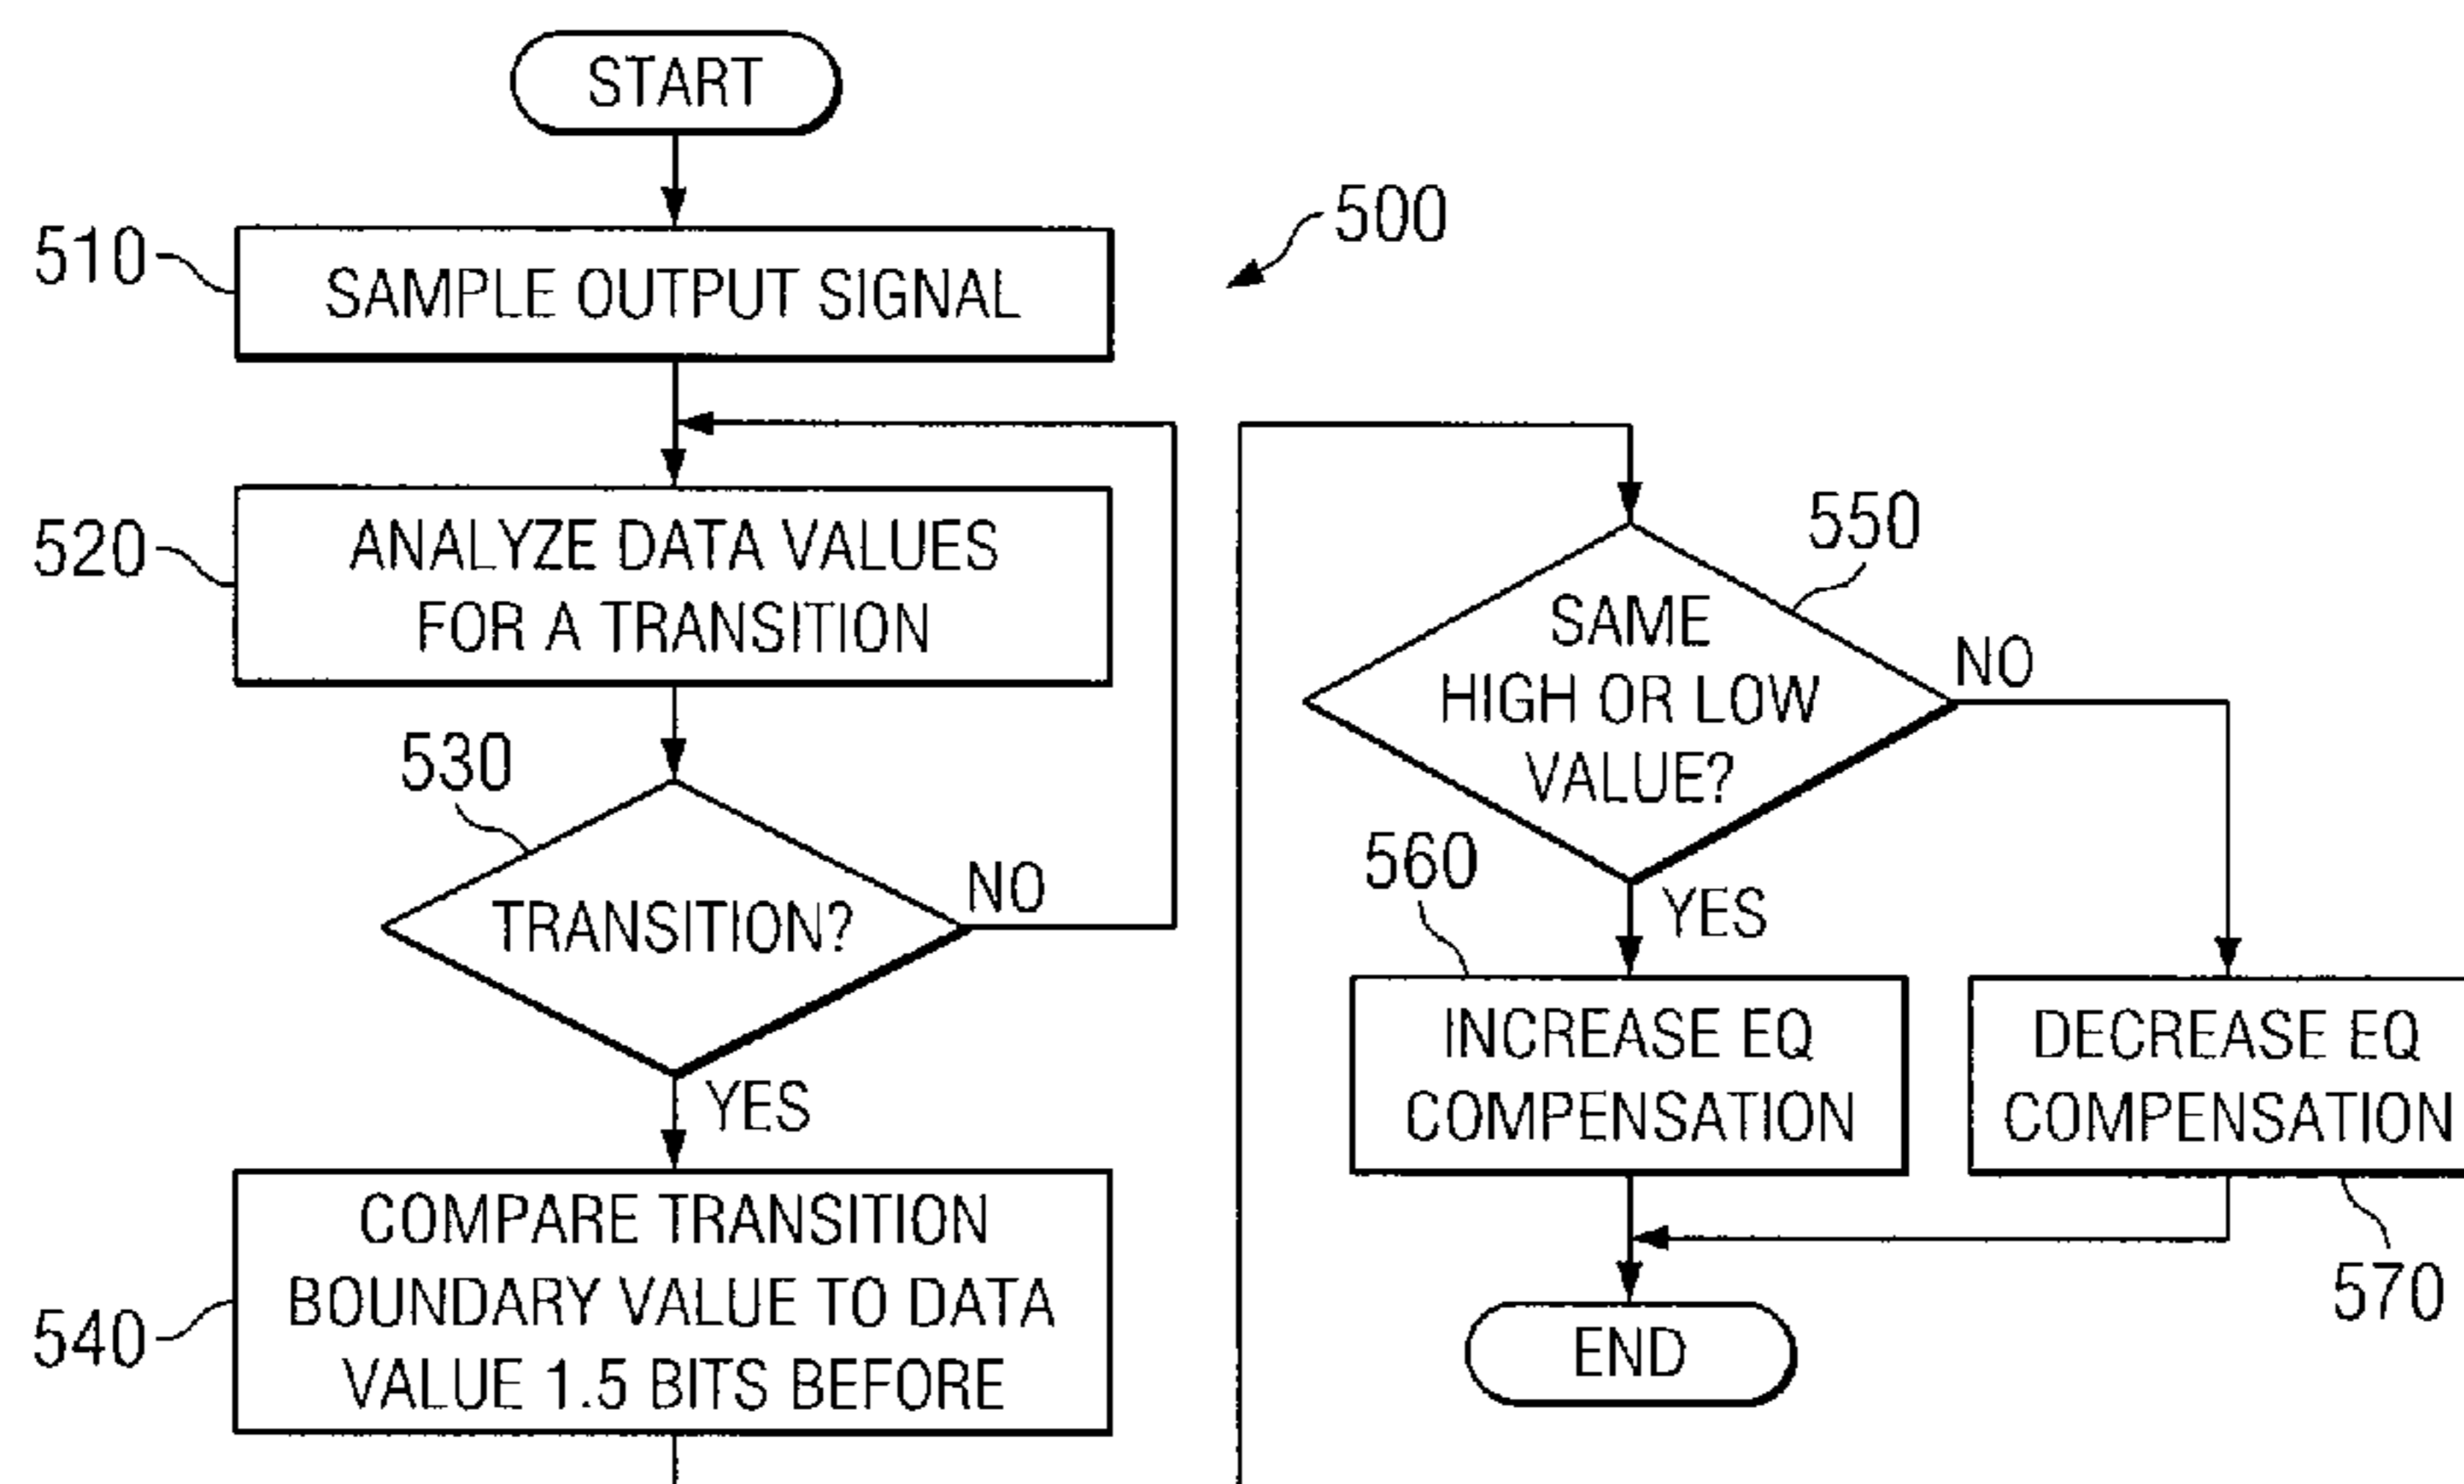 START
500
510
SAMPLE OUTPUT SIGNAL
520
ANALYZE DATA VALUES
FOR A TRANSITION
530
TRANSITION?
NO
YES
540
COMPARE TRANSITION
BOUNDARY VALUE TO DATA
VALUE 1.5 BITS BEFORE
550
SAME
HIGH OR LOW
VALUE?
NO
YES
560
INCREASE EQ
COMPENSATION
DECREASE EQ
COMPENSATION
570
END